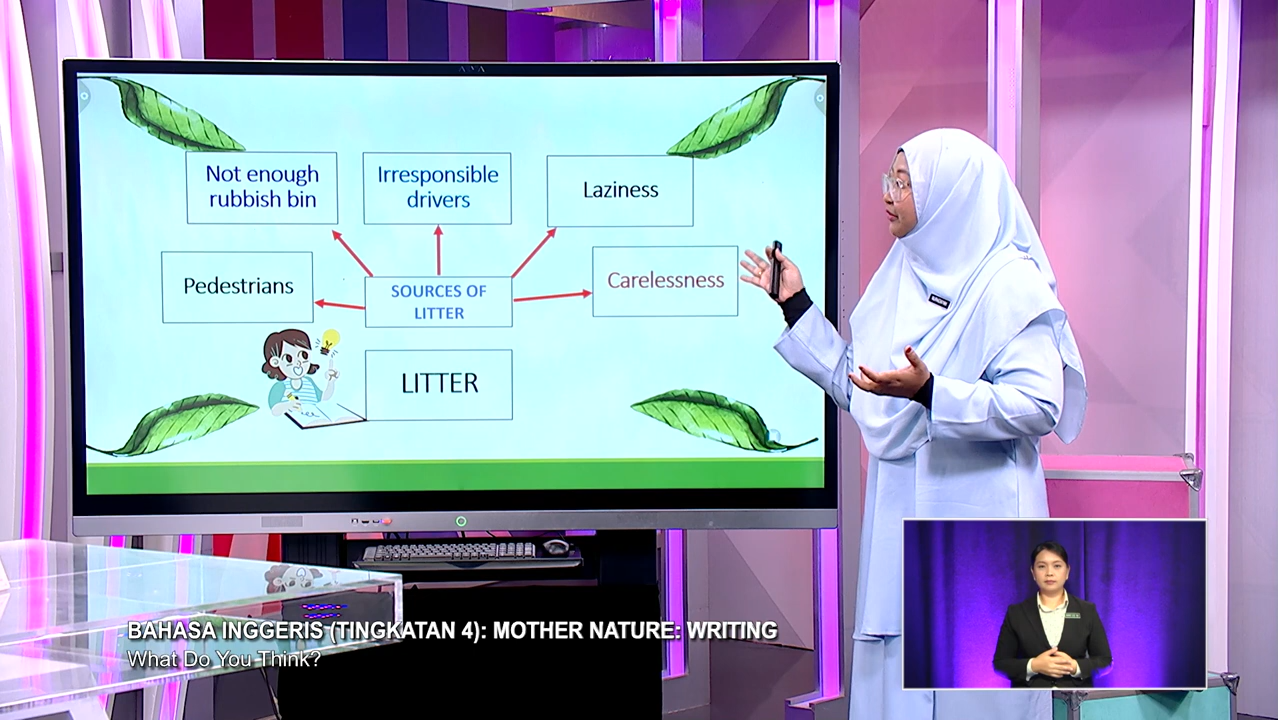 Not enough
rubbish bin
Irresponsible
drivers
Laziness
Pedestrians
SOURCES OF
LITTER
Carelessness
LITTER
BAHASA INGGERIS (TINGKATAN 4): MOTHER NATURE: WRITING
What Do You Think?